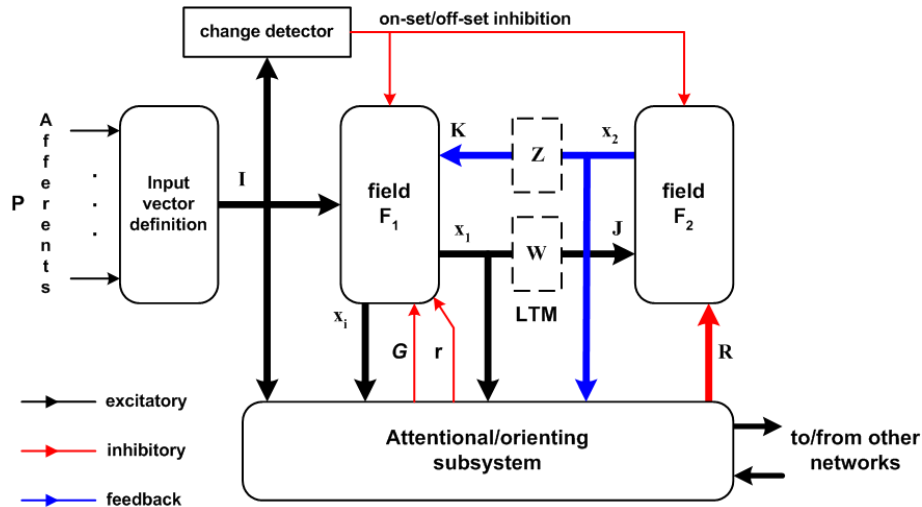 on-set/off-set inhibition
change detector
P
Afferents
.
.
.
Input
vector
definition
I
field
F1
K
Z
x2
field
F2
x1
W
J
LTM
xi
G
r
R
excitatory
inhibitory
feedback
Attentional/orienting
subsystem
to/from other
networks